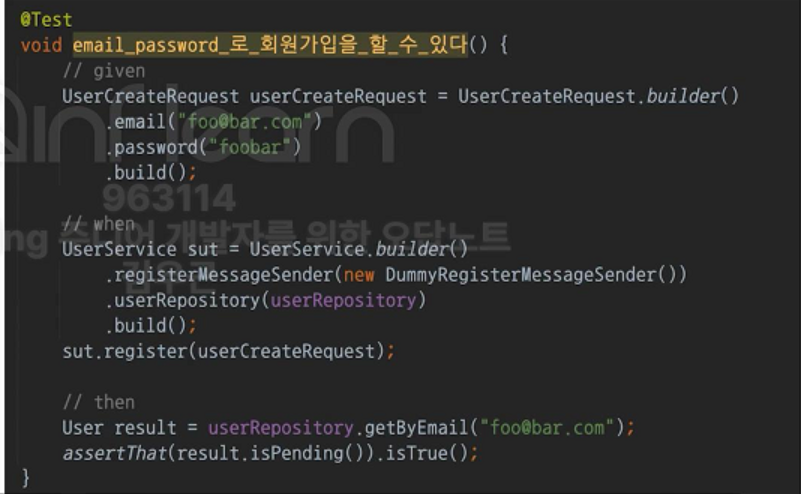 @Test
void email_password_로_회원가입을_할_수_있다() {
// given
UserCreateRequest userCreateRequest = UserCreateRequest.builder()
.email("foo@bar.com")
.password("foobar")
.build();
inflearn
963114
// when
주니어 개발자를 위한 오답노트
UserService sut = UserService.builder()
.registerMessageSender(new DummyRegisterMessageSender())
.userRepository(userRepository)
.build();
sut.register(userCreateRequest);
// then
User result = userRepository.getByEmail("foo@bar.com");
assertThat(result.isPending()).isTrue();
}